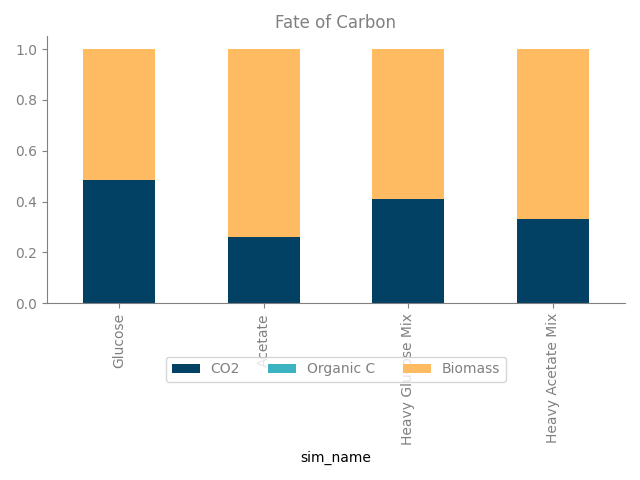 Fate of Carbon
1.0
0.8
0.6
0.4
0.2
0.0
Glucose
Acetate
Heavy Glucose Mix
Heavy Acetate Mix
CO2
Organic C
Biomass
sim_name